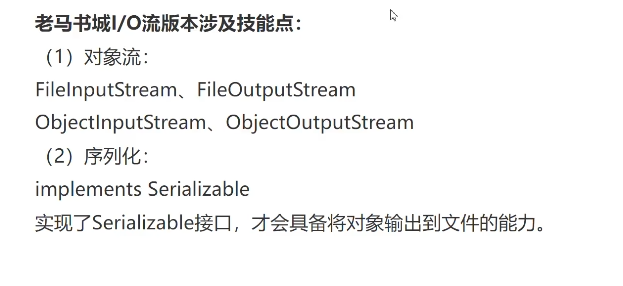 老马书城I/O流版本涉及技能点：
（1）对象流：
FileInputStream、FileOutputStream
ObjectInputStream、ObjectOutputStream
（2）序列化：
implements Serializable
实现了Serializable接口，才会具备将对象输出到文件的能力。